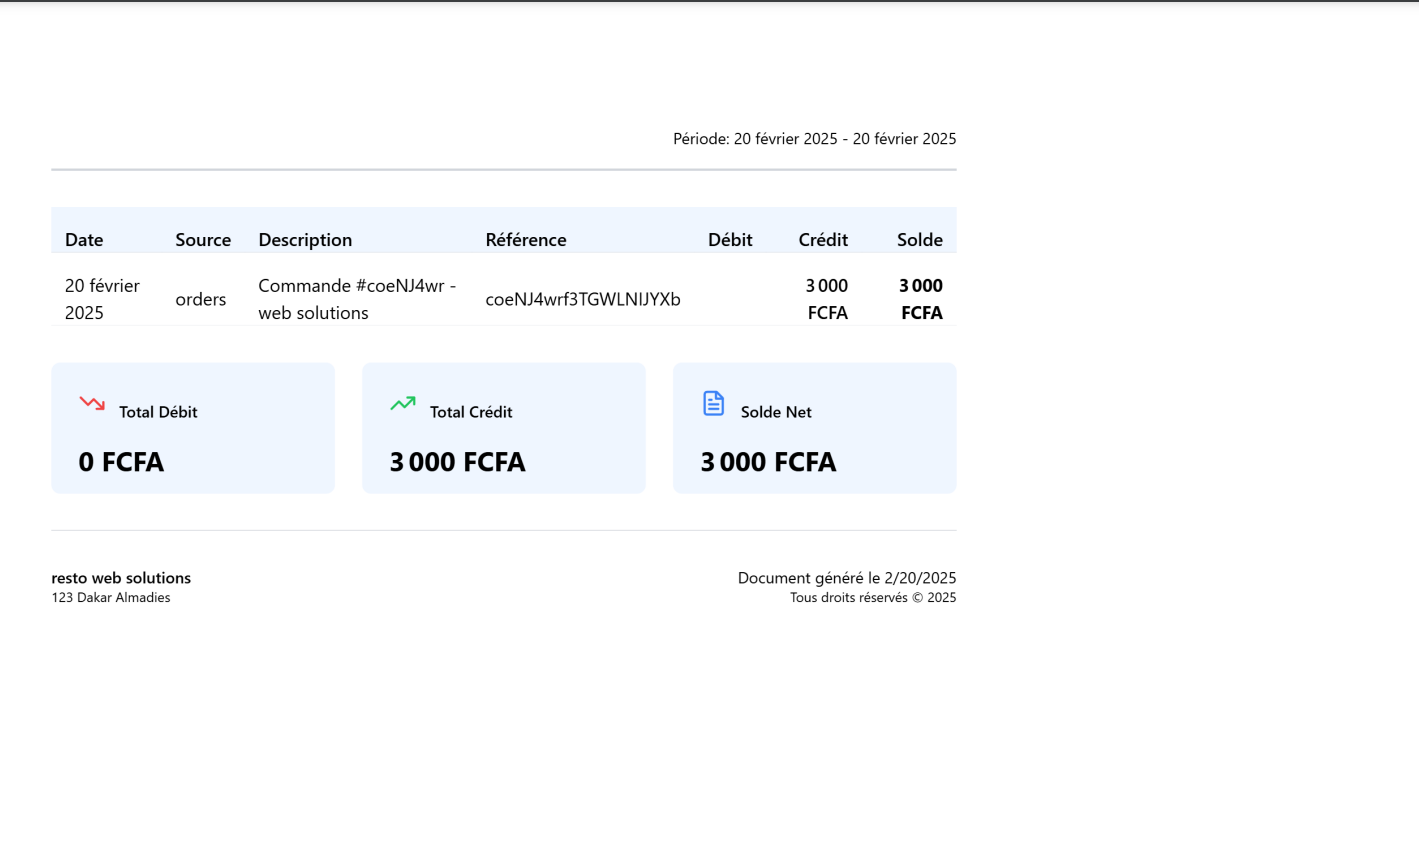 Période: 20 février 2025 - 20 février 2025
Date Source Description Référence Débit Crédit Solde
20 février 2025 orders Commande #coeNJ4wr - web solutions coeNJ4wrf3TGWLNIJYXb 3 000 FCFA 3 000 FCFA
Total Débit
0 FCFA
Total Crédit
3 000 FCFA
Solde Net
3 000 FCFA
resto web solutions
123 Dakar Almadies
Document généré le 2/20/2025
Tous droits réservés © 2025